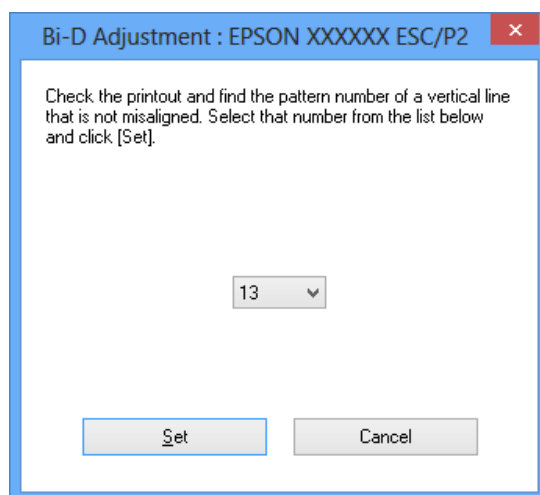 Bi-D Adjustment : EPSON XXXXXX ESC/P2
Check the printout and find the pattern number of a vertical line
that is not misaligned. Select that number from the list below
and click [Set].
13
Set
Cancel